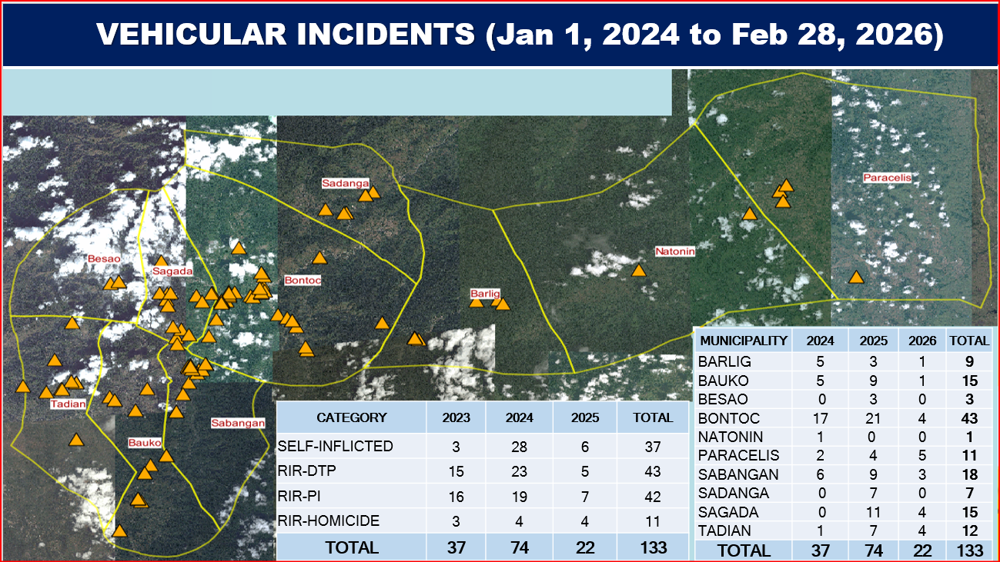 VEHICULAR INCIDENTS (Jan 1, 2024 to Feb 28, 2026)
Sadanga
Paracelis
Besao
Sagada
Bontoc
Natonin
Barlig
Tadian
Sabangan
Bauko
CATEGORY 2023 2024 2025 TOTAL
SELF-INFLICTED 3 28 6 37
RIR-DTP 15 23 5 43
RIR-PI 16 19 7 42
RIR-HOMICIDE 3 4 4 11
TOTAL 37 74 22 133
MUNICIPALITY 2024 2025 2026 TOTAL
BARLIG 5 3 1 9
BAUKO 5 9 1 15
BESAO 0 3 0 3
BONTOC 17 21 4 43
NATONIN 1 0 0 1
PARACELIS 2 4 5 11
SABANGAN 6 9 3 18
SADANGA 0 7 0 7
SAGADA 0 11 4 15
TADIAN 1 7 4 12
TOTAL 37 74 22 133